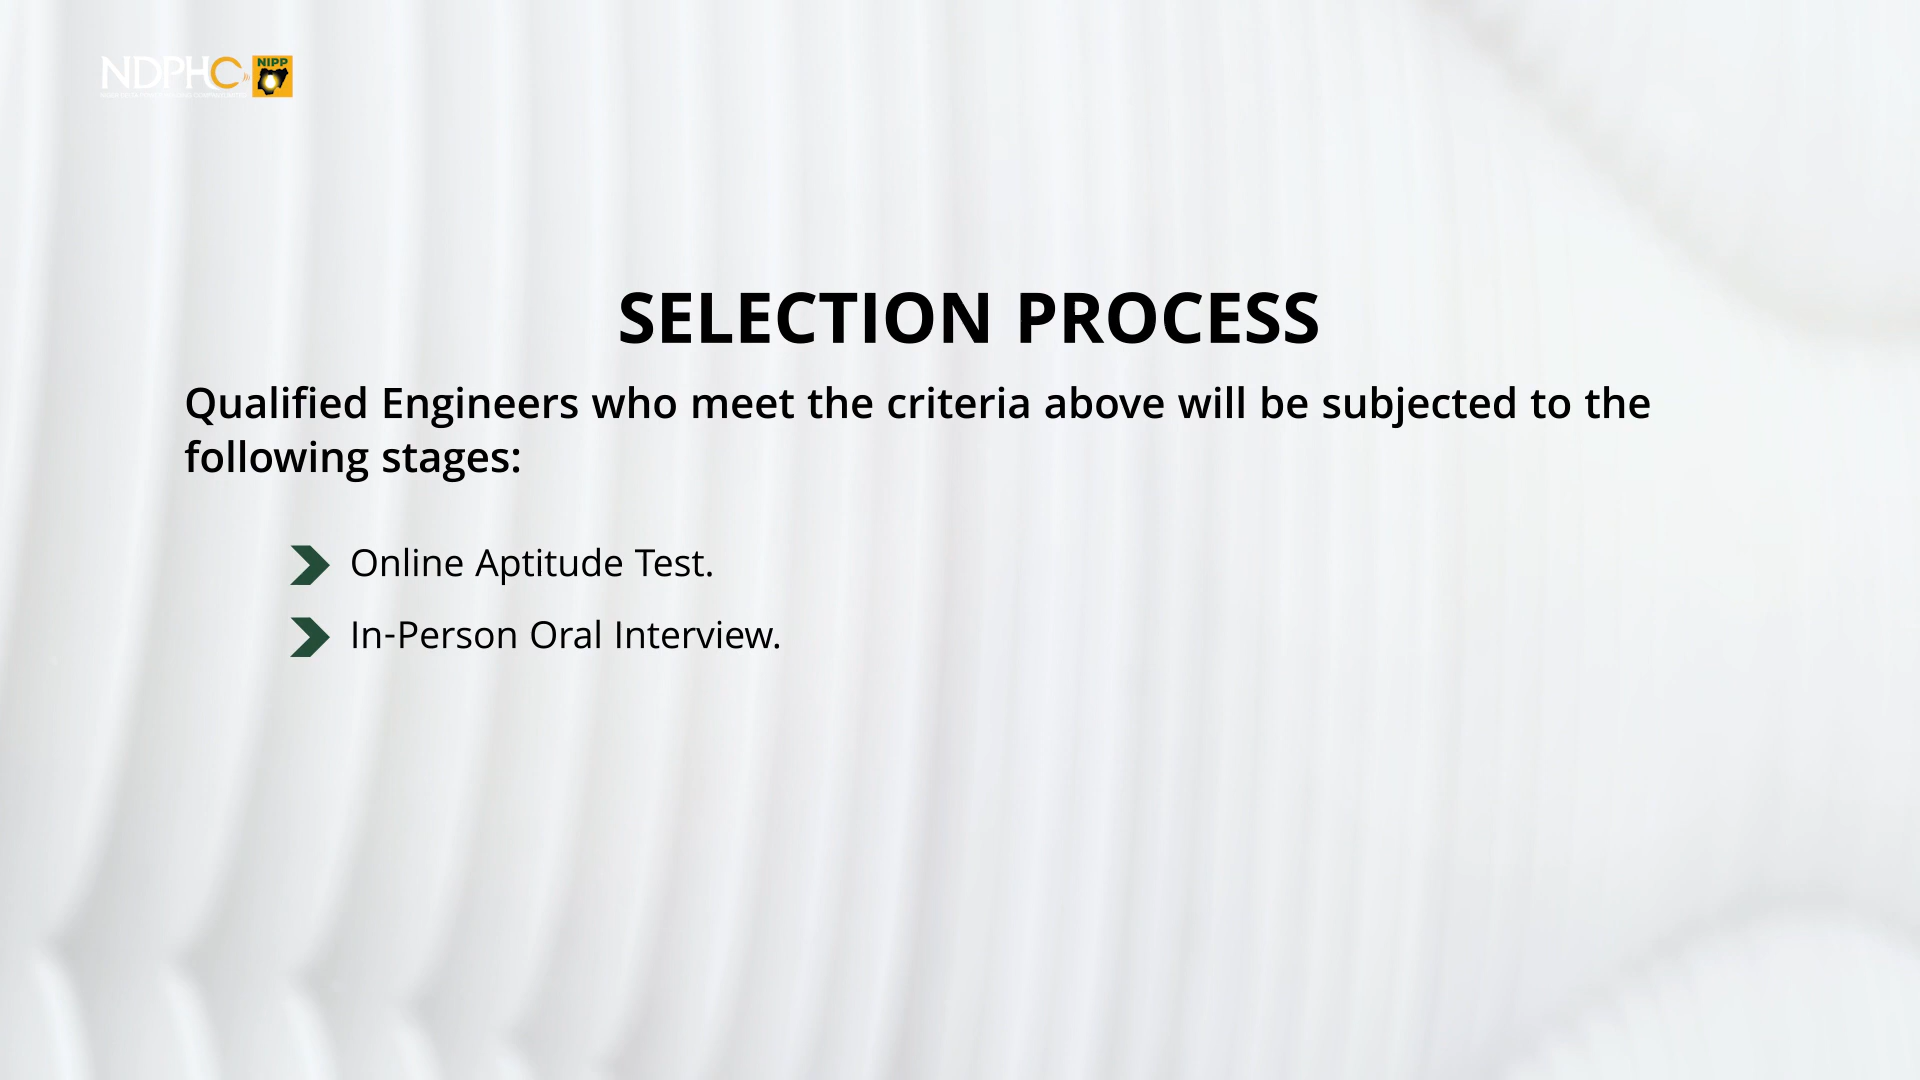 NDPHC
NIPP
SELECTION PROCESS
Qualified Engineers who meet the criteria above will be subjected to the
following stages:
Online Aptitude Test.
In-Person Oral Interview.